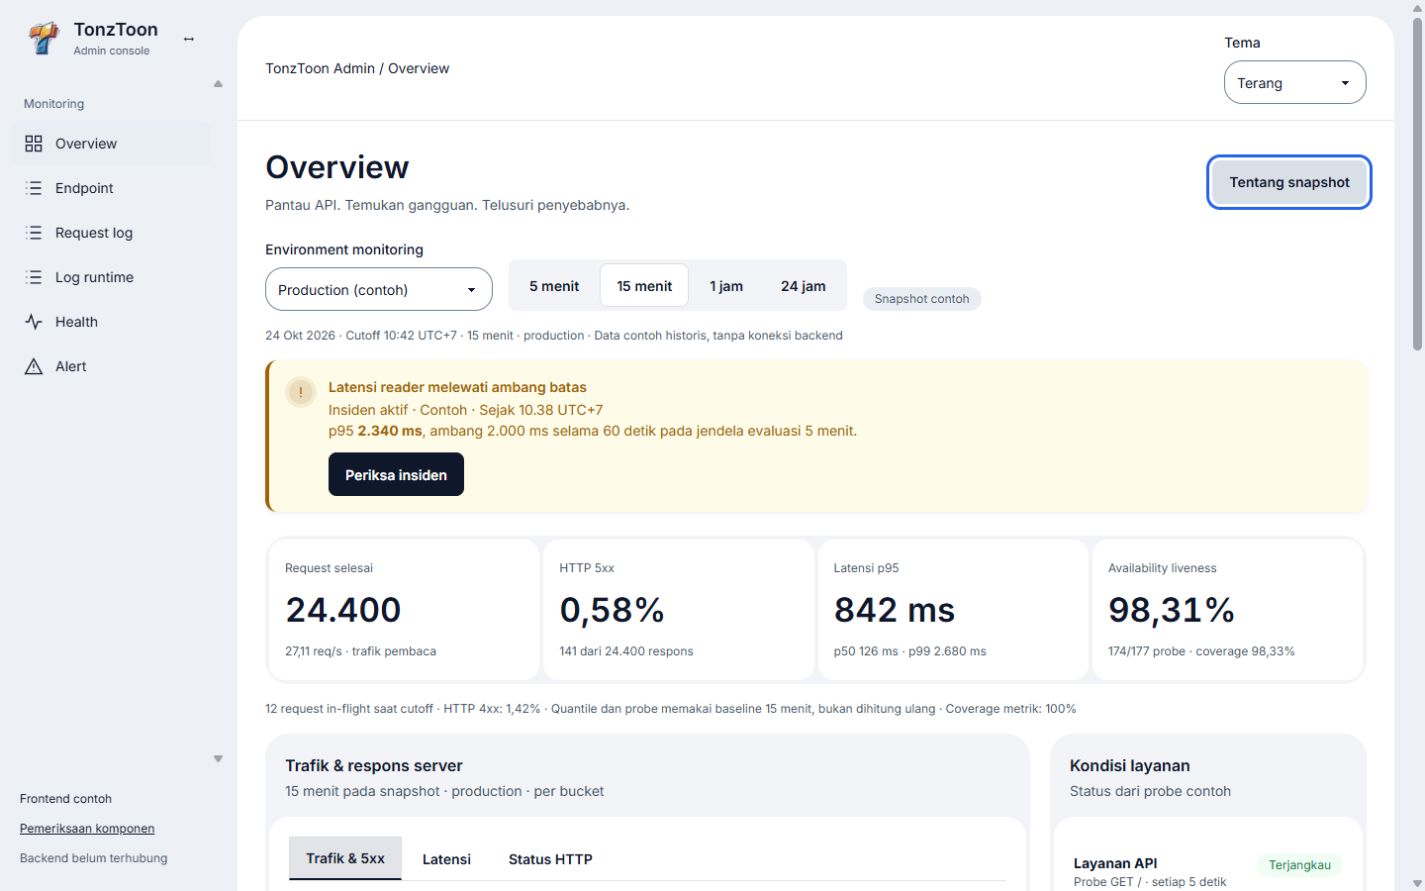 TonzToon
Admin console
Monitoring
Overview
Endpoint
Request log
Log runtime
Health
Alert
Frontend contoh
Pemeriksaan komponen
Backend belum terhubung
TonzToon Admin / Overview
Tema
Terang
Overview
Pantau API. Temukan gangguan. Telusuri penyebabnya.
Tentang snapshot
Environment monitoring
Production (contoh)
5 menit
15 menit
1 jam
24 jam
Snapshot contoh
24 Okt 2026 · Cutoff 10:42 UTC+7 · 15 menit · production · Data contoh historis, tanpa koneksi backend
!
Latensi reader melewati ambang batas
Insiden aktif · Contoh · Sejak 10.38 UTC+7
p95 2.340 ms, ambang 2.000 ms selama 60 detik pada jendela evaluasi 5 menit.
Periksa insiden
Request selesai
24.400
27,11 req/s · trafik pembaca
HTTP 5xx
0,58%
141 dari 24.400 respons
Latensi p95
842 ms
p50 126 ms · p99 2.680 ms
Availability liveness
98,31%
174/177 probe · coverage 98,33%
12 request in-flight saat cutoff · HTTP 4xx: 1,42% · Quantile dan probe memakai baseline 15 menit, bukan dihitung ulang · Coverage metrik: 100%
Trafik & respons server
15 menit pada snapshot · production · per bucket
Trafik & 5xx
Latensi
Status HTTP
Kondisi layanan
Status dari probe contoh
Layanan API
Terjangkau
Probe GET / · setiap 5 detik